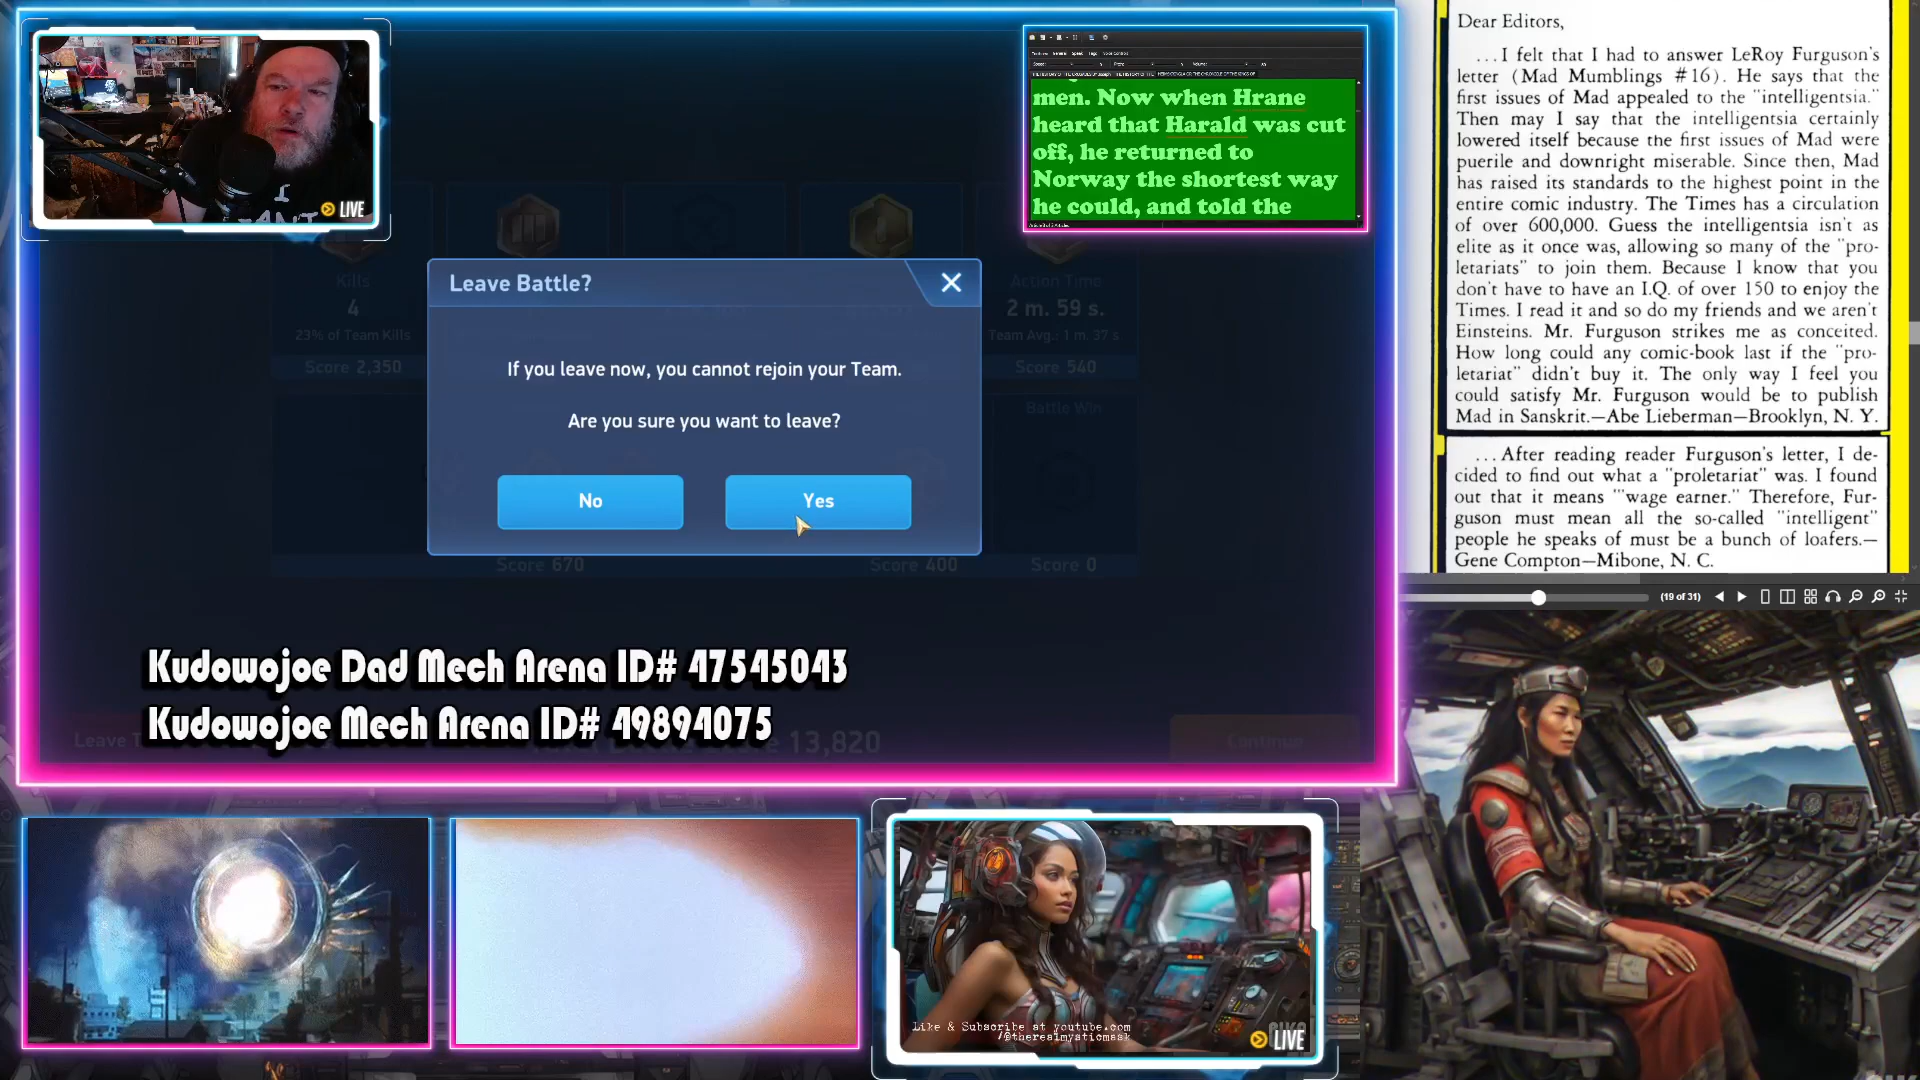 I
WANT
LIVE
men. Now when Hrane
heard that Harald was cut
off, he returned to
Norway the shortest way
he could, and told the
Kills
4
23% of Team Kills
Score 2,350
Action Time
2 m. 59 s.
Team Avg.: 1 m. 37 s
Score 540
Leave Battle?
If you leave now, you cannot rejoin your Team.
Are you sure you want to leave?
No
Yes
Battle Win
Score 670
Score 400
Score 0
Kudowojoe Dad Mech Arena ID# 47545043
Kudowojoe Mech Arena ID# 49894075
Leave
13,820
Continue
Like & Subscribe at youtube.com
/@therealmysticmask
LIVE
Dear Editors,
...I felt that I had to answer LeRoy Furguson's
letter (Mad Mumblings #16). He says that the
first issues of Mad appealed to the "intelligentsia."
Then may I say that the intelligentsia certainly
lowered itself because the first issues of Mad were
puerile and downright miserable. Since then, Mad
has raised its standards to the highest point in the
entire comic industry. The Times has a circulation
of over 600,000. Guess the intelligentsia isn't as
elite as it once was, allowing so many of the "pro-
letariats" to join them. Because I know that you
don't have to have an I.Q. of over 150 to enjoy the
Times. I read it and so do my friends and we aren't
Einsteins. Mr. Furguson strikes me as conceited.
How long could any comic-book last if the "pro-
letariat" didn't buy it. The only way I feel you
could satisfy Mr. Furguson would be to publish
Mad in Sanskrit.—Abe Lieberman—Brooklyn, N. Y.
...After reading reader Furguson's letter, I de-
cided to find out what a "proletariat" was. I found
out that it means "'wage earner." Therefore, Fur-
guson must mean all the so-called "intelligent"
people he speaks of must be a bunch of loafers.—
Gene Compton—Mibone, N. C.
(19 of 31)